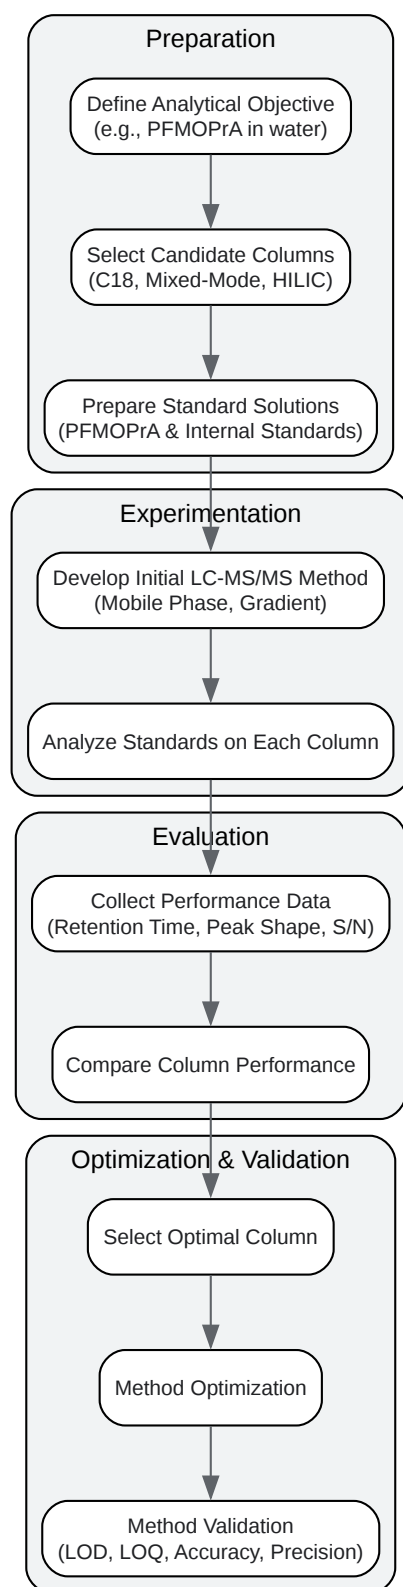 Preparation
Define Analytical Objective
(e.g., PFMOPrA in water)
Select Candidate Columns
(C18, Mixed-Mode, HILIC)
Prepare Standard Solutions
(PFMOPrA & Internal Standards)
Experimentation
Develop Initial LC-MS/MS Method
(Mobile Phase, Gradient)
Analyze Standards on Each Column
Evaluation
Collect Performance Data
(Retention Time, Peak Shape, S/N)
Compare Column Performance
Optimization & Validation
Select Optimal Column
Method Optimization
Method Validation
(LOD, LOQ, Accuracy, Precision)